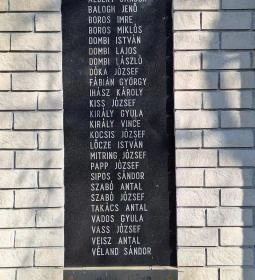 ALBERT SÁNDOR
BALOGH JENŐ
BOROS IMRE
BOROS MIKLÓS
DOMBI ISTVÁN
DOMBI LAJOS
DOMBI LÁSZLÓ
DÓKA JÓZSEF
FÁBIÁN GYÖRGY
IHÁSZ KÁROLY
KISS JÓZSEF
KIRÁLY GYULA
KIRÁLY VINCE
KOCSIS JÓZSEF
LŐCZE ISTVÁN
MITRING JÓZSEF
PAPP JÓZSEF
SIPOS SÁNDOR
SZABÓ ANTAL
SZABÓ JÓZSEF
TAKÁCS ANTAL
VADOS GYULA
VASS JÓZSEF
VEISZ ANTAL
VÉLAND SÁNDOR